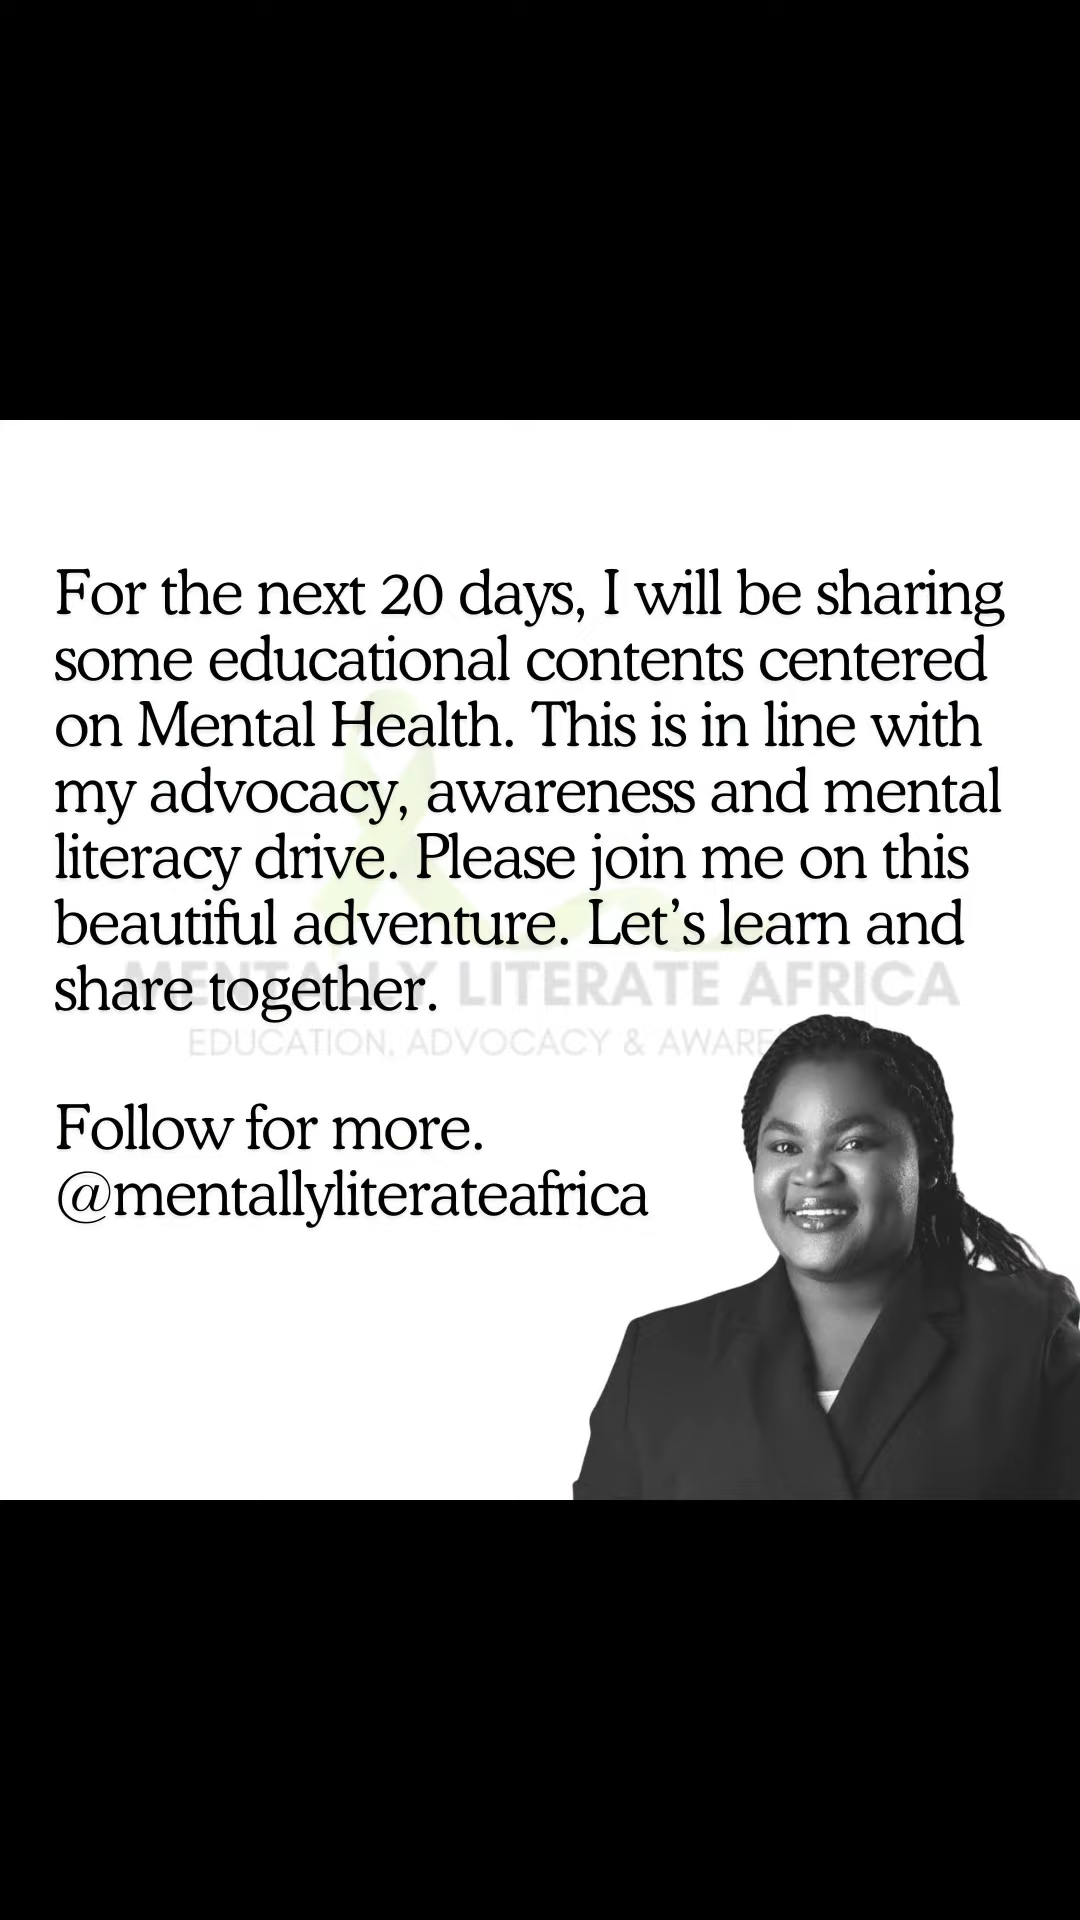 For the next 20 days, I will be sharing
some educational contents centered
on Mental Health. This is in line with
my advocacy, awareness and mental
literacy drive. Please join me on this
beautiful adventure. Let’s learn and
share together.
MENTALLY LITERATE AFRICA
EDUCATION, ADVOCACY & AWARE
Follow for more.
@mentallyliterateafrica